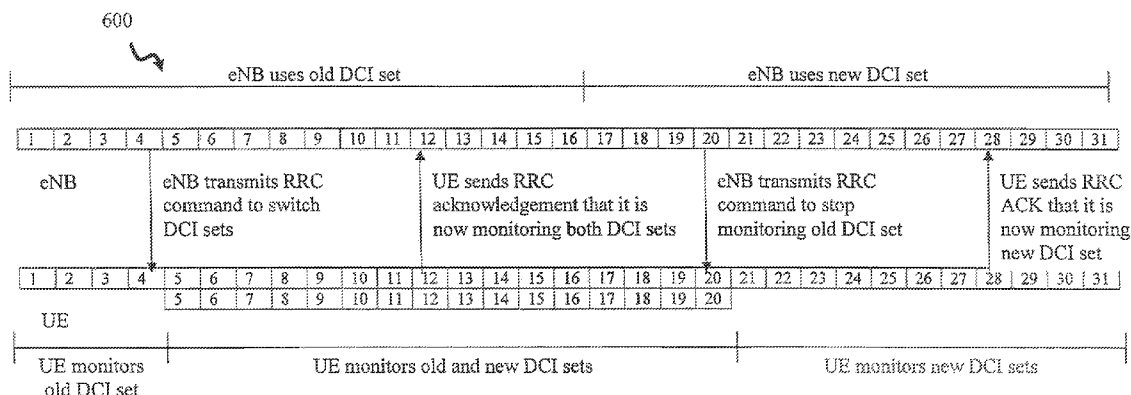 600
eNB uses old DCI set
eNB uses new DCI set
1 2 3 4 5 6 7 8 9 10 11 12 13 14 15 16 17 18 19 20 21 22 23 24 25 26 27 28 29 30 31
eNB
eNB transmits RRC
command to switch
DCI sets
UE sends RRC
acknowledgement that it is
now monitoring both DCI sets
eNB transmits RRC
command to stop
monitoring old DCI set
UE sends RRC
ACK that it is
now monitoring
new DCI set
1 2 3 4 5 6 7 8 9 10 11 12 13 14 15 16 17 18 19 20 21 22 23 24 25 26 27 28 29 30 31
5 6 7 8 9 10 11 12 13 14 15 16 17 18 19 20
UE
UE monitors
old DCI set
UE monitors old and new DCI sets
UE monitors new DCI sets